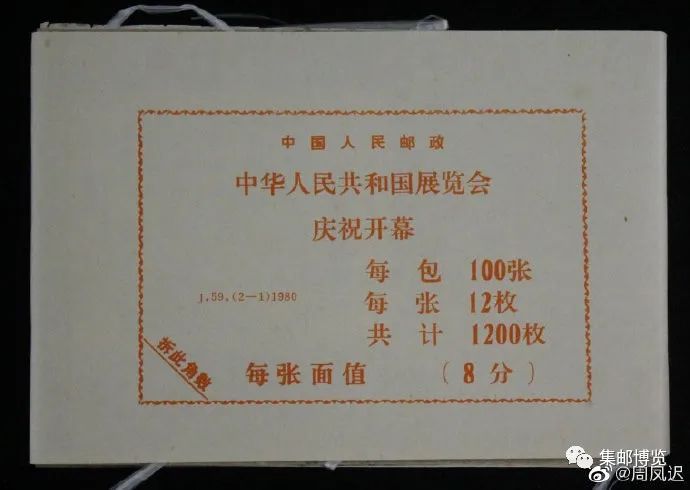 中国人民邮政
中华人民共和国展览会
庆祝开幕
每包 100张
J.59.(2—1)1980
每张 12枚
共计 1200枚
拆此角数
每张面值 (8分)
集邮博览
@周凤迟